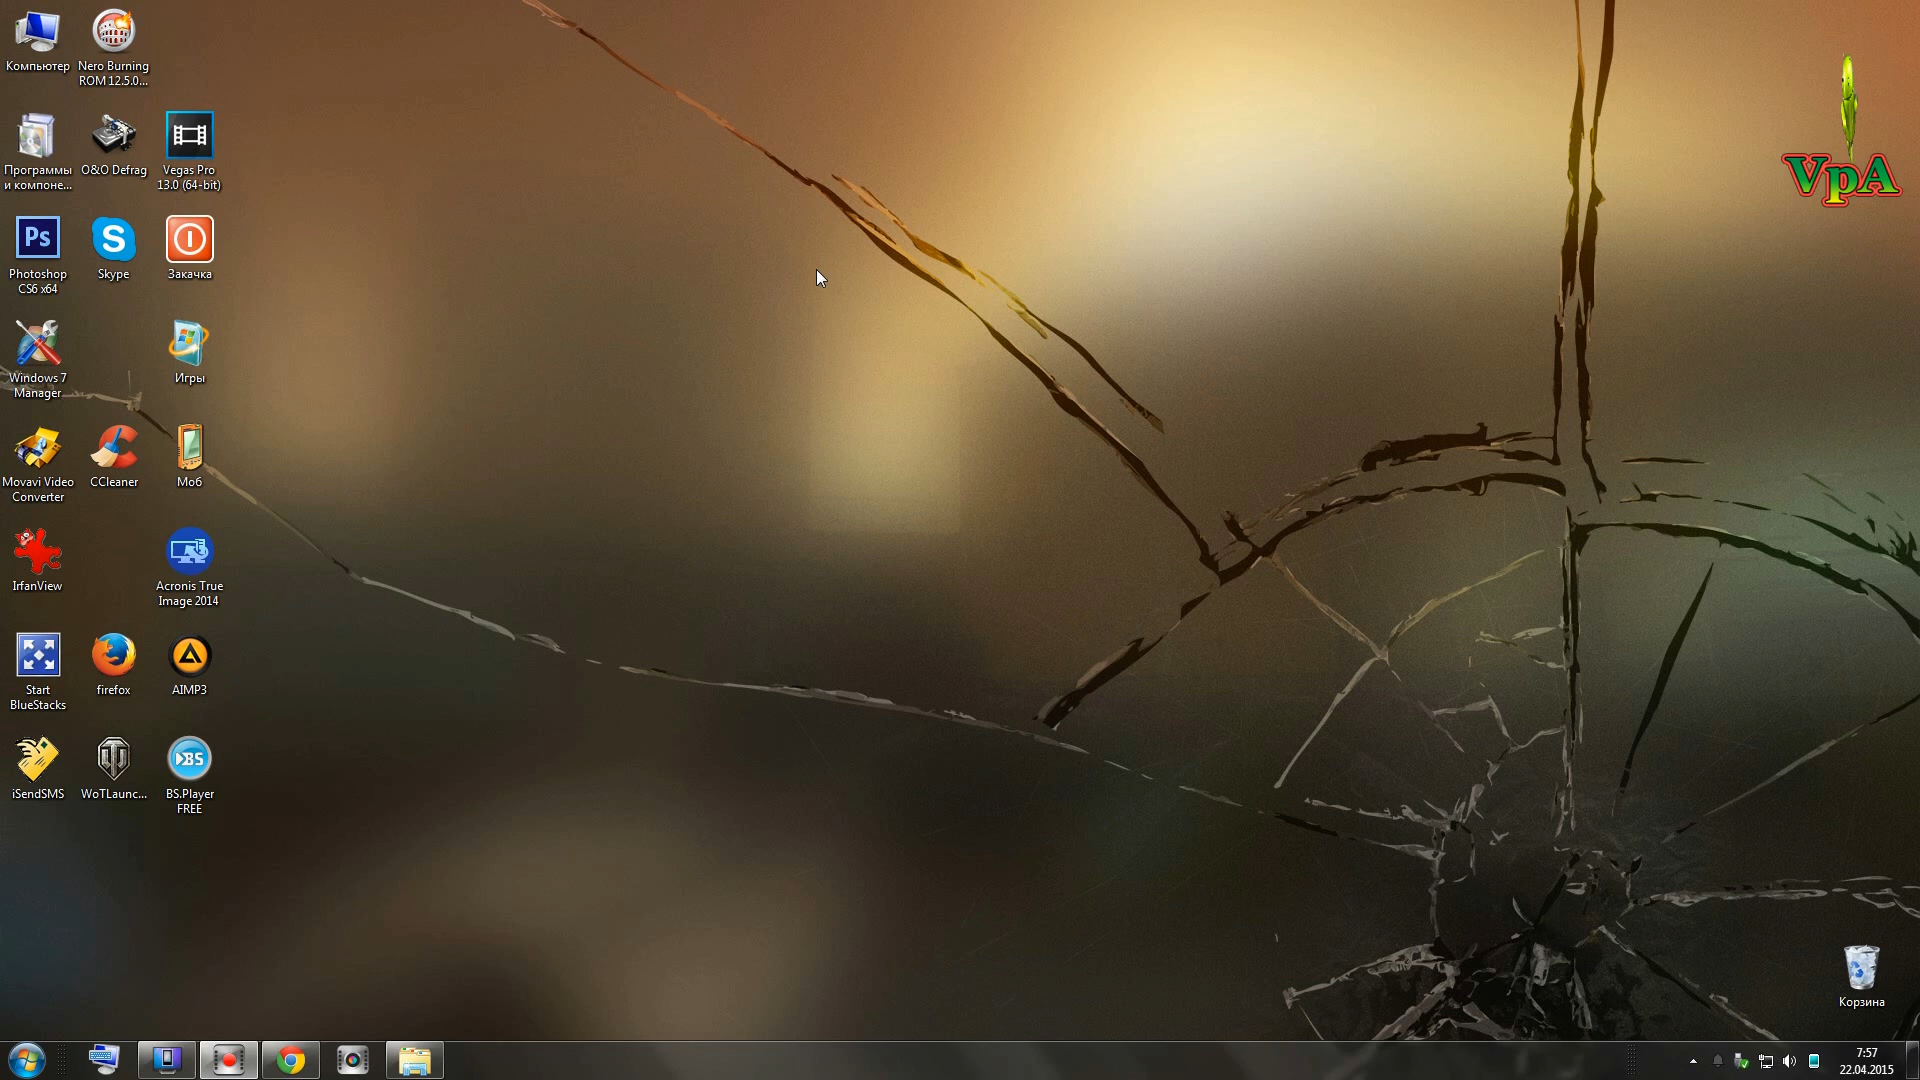 Компьютер
Nero Burning
ROM 12.5.0...
Программы
и компоне...
O&O Defrag
Vegas Pro
13.0 (64-bit)
Ps
Photoshop
CS6 x64
S
Skype
Закачка
Windows 7
Manager
Игры
Movavi Video
Converter
CCleaner
Моб
IrfanView
Acronis True
Image 2014
Start
BlueStacks
firefox
AIMP3
iSendSMS
WoTLaunc...
BS
BS.Player
FREE
VpA
Корзина
7:57
22.04.2015